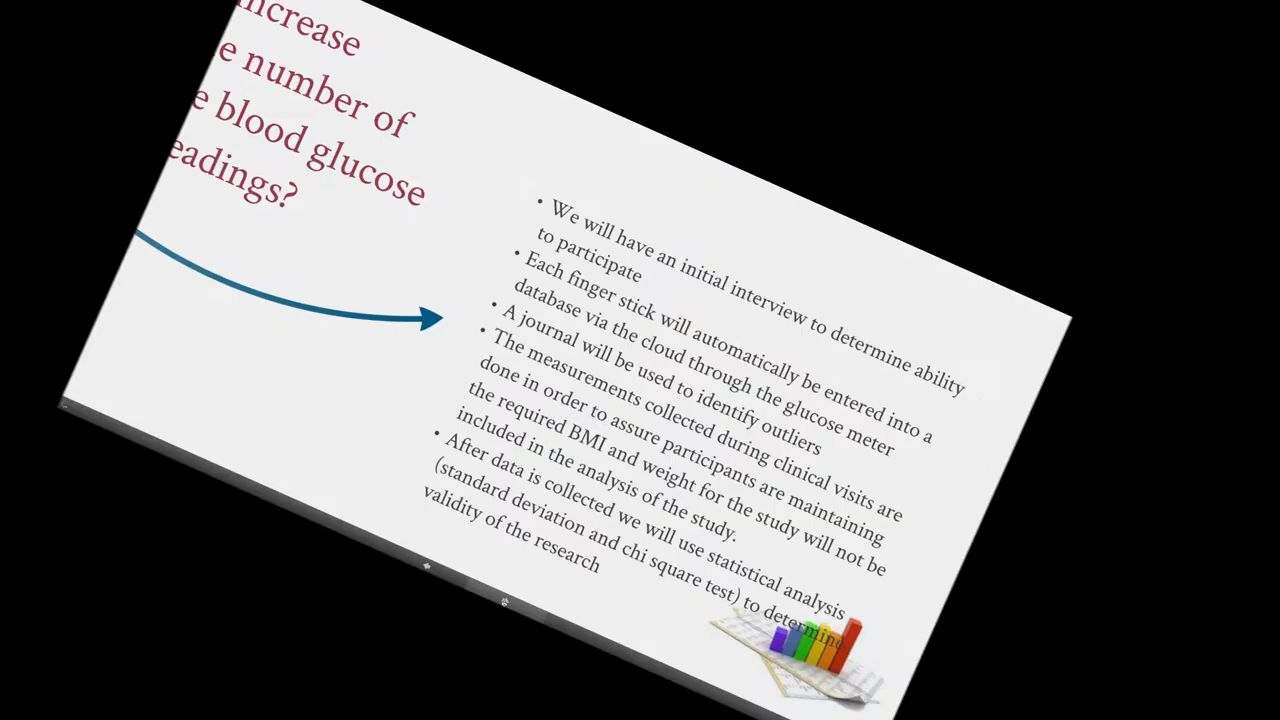 increase
e number of
e blood glucose
eadings?
• We will have an initial interview to determine ability
to participate
• Each finger stick will automatically be entered into a
database via the cloud through the glucose meter
• A journal will be used to identify outliers
• The measurements collected during clinical visits are
done in order to assure participants are maintaining
the required BMI and weight for the study will not be
included in the analysis of the study.
• After data is collected we will use statistical analysis
(standard deviation and chi square test) to determine
validity of the research